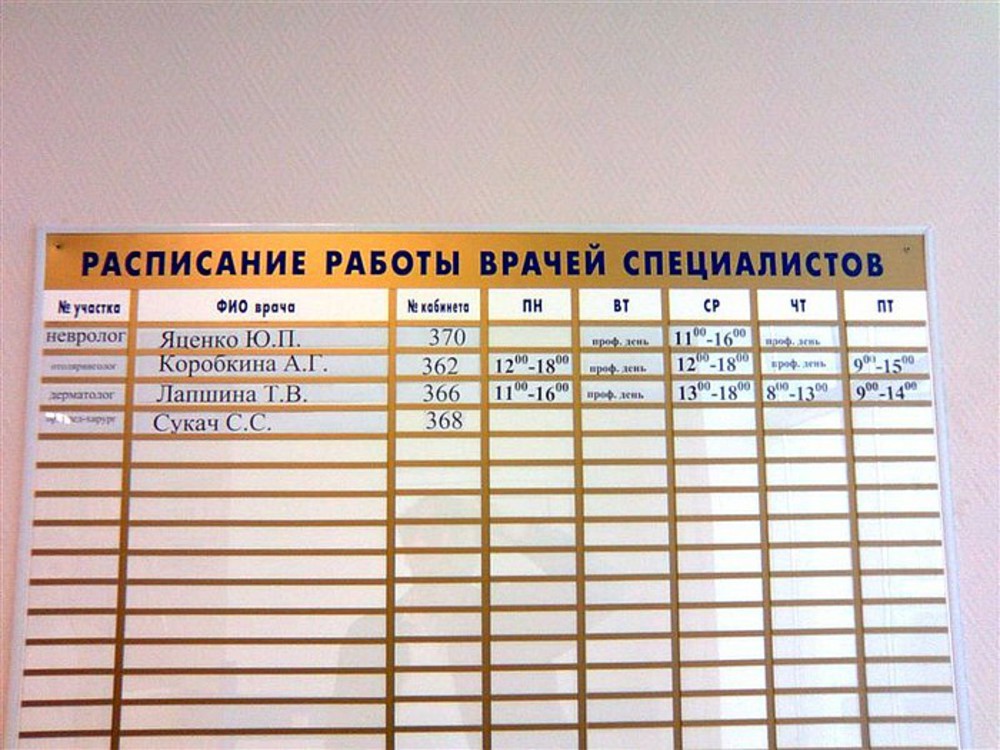 РАСПИСАНИЕ РАБОТЫ ВРАЧЕЙ СПЕЦИАЛИСТОВ
№ участка ФИО врача № кабинета ПН ВТ СР ЧТ ПТ
невролог Яценко Ю.П. 370 проф. день 11⁰⁰-16⁰⁰ проф. день
отоларинголог Коробкина А.Г. 362 12⁰⁰-18⁰⁰ проф. день 12⁰⁰-18⁰⁰ проф. день 9⁰⁰-15⁰⁰
дерматолог Лапшина Т.В. 366 11⁰⁰-16⁰⁰ проф. день 13⁰⁰-18⁰⁰ 8⁰⁰-13⁰⁰ 9⁰⁰-14⁰⁰
Сукач С.С. 368